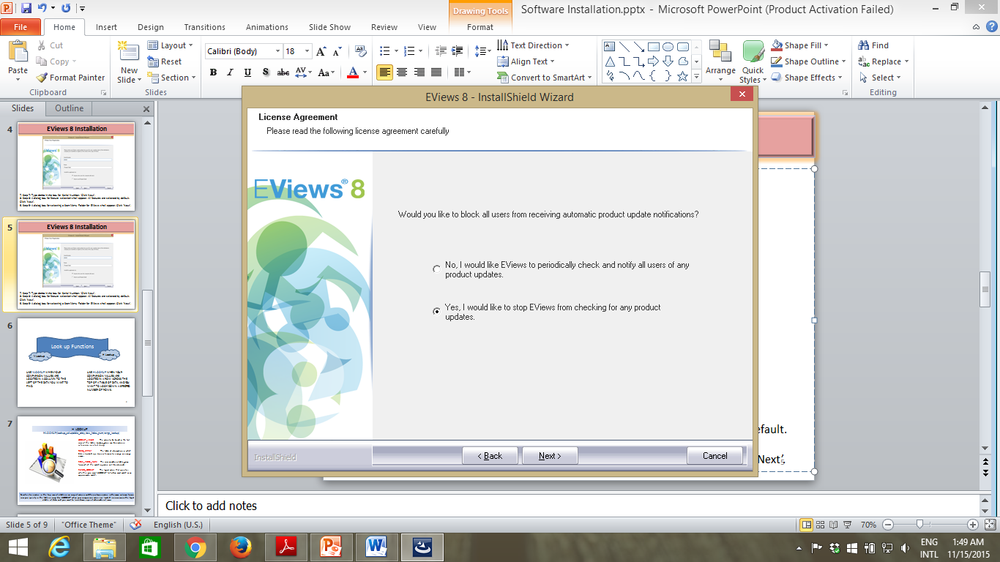 Drawing Tools
Software Installation.pptx - Microsoft PowerPoint (Product Activation Failed)
File
Home
Insert
Design
Transitions
Animations
Slide Show
Review
View
Format
Paste
Cut
Copy
Format Painter
Clipboard
New
Slide
Layout
Reset
Section
Slides
Calibri (Body)
18
Text Direction
Align Text
Convert to SmartArt
Arrange
Quick
Styles
Shape Fill
Shape Outline
Shape Effects
Find
Replace
Select
Editing
Slides
Outline
4
EViews 8 Installation
5
EViews 8 Installation
6
Look up Functions
7
EViews 8 - InstallShield Wizard
License Agreement
Please read the following license agreement carefully
EViews® 8
Would you like to block all users from receiving automatic product update notifications?
No, I would like EViews to periodically check and notify all users of any
product updates.
Yes, I would like to stop EViews from checking for any product
updates.
InstallShield
< Back
Next >
Cancel
efault.
Next’.
Click to add notes
Slide 5 of 9
"Office Theme"
English (U.S.)
70%
ENG
INTL
1:49 AM
11/15/2015